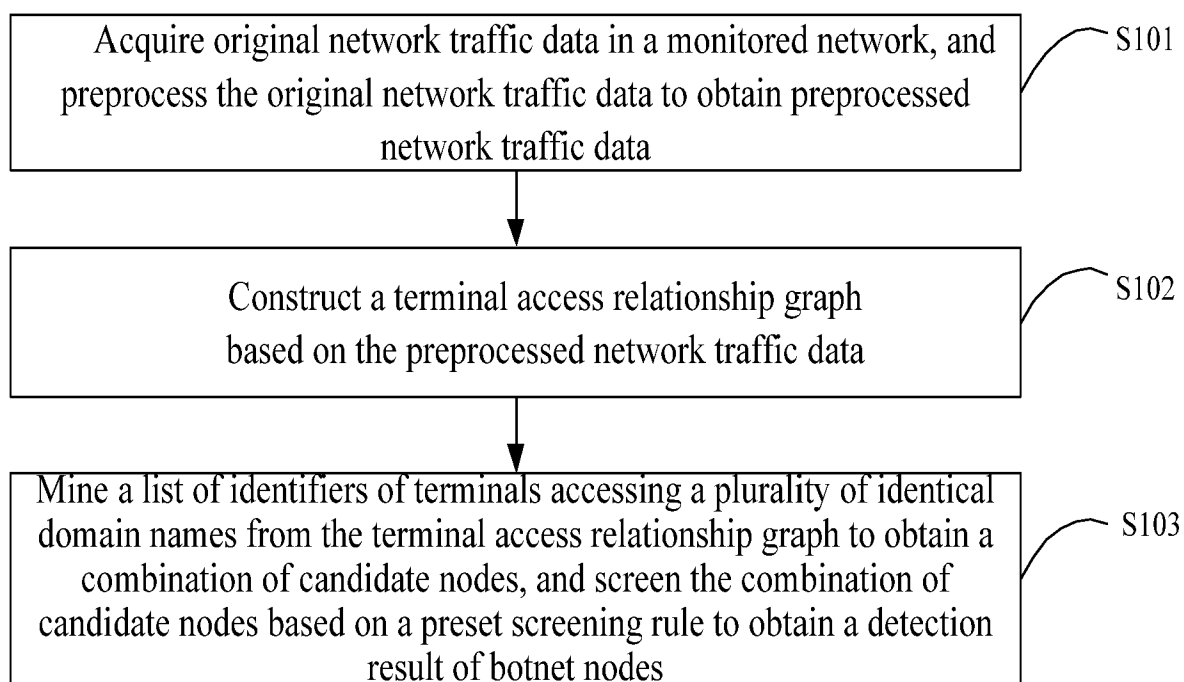 Acquire original network traffic data in a monitored network, and
preprocess the original network traffic data to obtain preprocessed
network traffic data
S101
Construct a terminal access relationship graph
based on the preprocessed network traffic data
S102
Mine a list of identifiers of terminals accessing a plurality of identical
domain names from the terminal access relationship graph to obtain a
combination of candidate nodes, and screen the combination of
candidate nodes based on a preset screening rule to obtain a detection
result of botnet nodes
S103